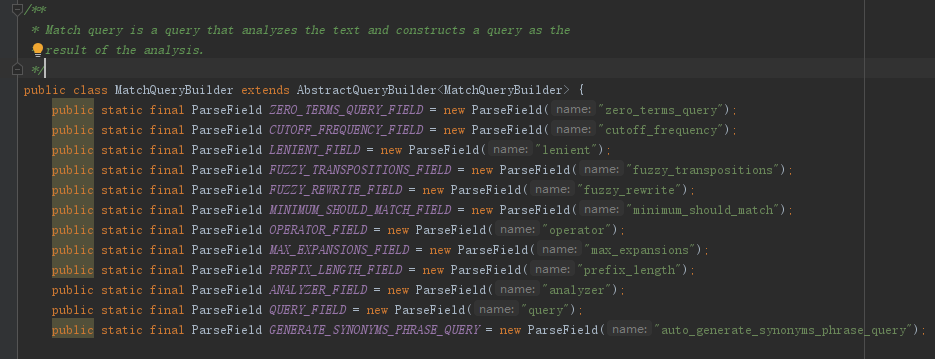 /**
* Match query is a query that analyzes the text and constructs a query as the
result of the analysis.
*/
public class MatchQueryBuilder extends AbstractQueryBuilder<MatchQueryBuilder> {
public static final ParseField ZERO_TERMS_QUERY_FIELD = new ParseField( name: "zero_terms_query");
public static final ParseField CUTOFF_FREQUENCY_FIELD = new ParseField( name: "cutoff_frequency");
public static final ParseField LENIENT_FIELD = new ParseField( name: "lenient");
public static final ParseField FUZZY_TRANSPOSITIONS_FIELD = new ParseField( name: "fuzzy_transpositions");
public static final ParseField FUZZY_REWRITE_FIELD = new ParseField( name: "fuzzy_rewrite");
public static final ParseField MINIMUM_SHOULD_MATCH_FIELD = new ParseField( name: "minimum_should_match");
public static final ParseField OPERATOR_FIELD = new ParseField( name: "operator");
public static final ParseField MAX_EXPANSIONS_FIELD = new ParseField( name: "max_expansions");
public static final ParseField PREFIX_LENGTH_FIELD = new ParseField( name: "prefix_length");
public static final ParseField ANALYZER_FIELD = new ParseField( name: "analyzer");
public static final ParseField QUERY_FIELD = new ParseField( name: "query");
public static final ParseField GENERATE_SYNONYMS_PHRASE_QUERY = new ParseField( name: "auto_generate_synonyms_phrase_query");